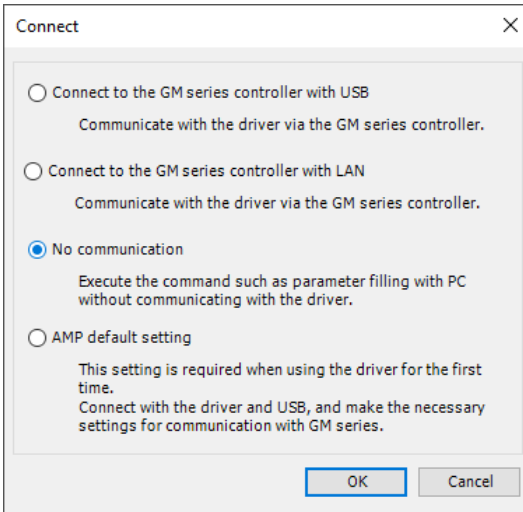 Connect
Connect to the GM series controller with USB
Communicate with the driver via the GM series controller.
Connect to the GM series controller with LAN
Communicate with the driver via the GM series controller.
No communication
Execute the command such as parameter filling with PC
without communicating with the driver.
AMP default setting
This setting is required when using the driver for the first
time.
Connect with the driver and USB, and make the necessary
settings for communication with GM series.
OK
Cancel